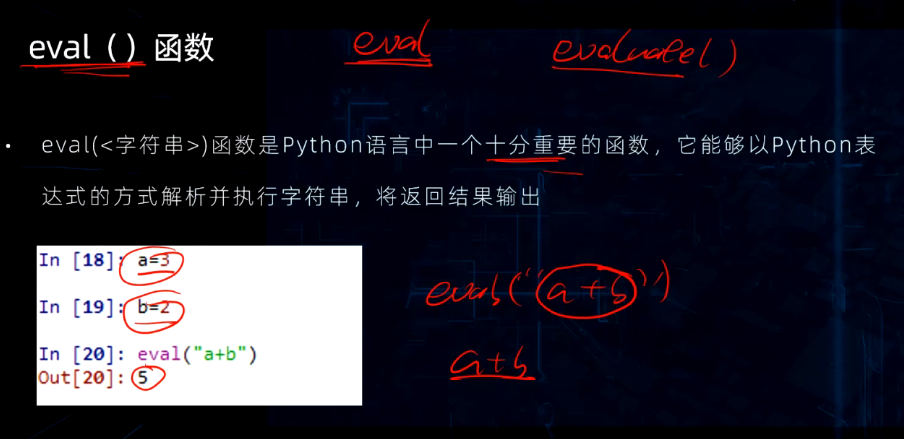 eval（）函数
eval
evaluate()
• eval(<字符串>)函数是Python语言中一个十分重要的函数，它能够以Python表
达式的方式解析并执行字符串，将返回结果输出
In [18]: a=3
In [19]: b=2
In [20]: eval("a+b")
Out[20]: 5
eval("a+b")
a+b